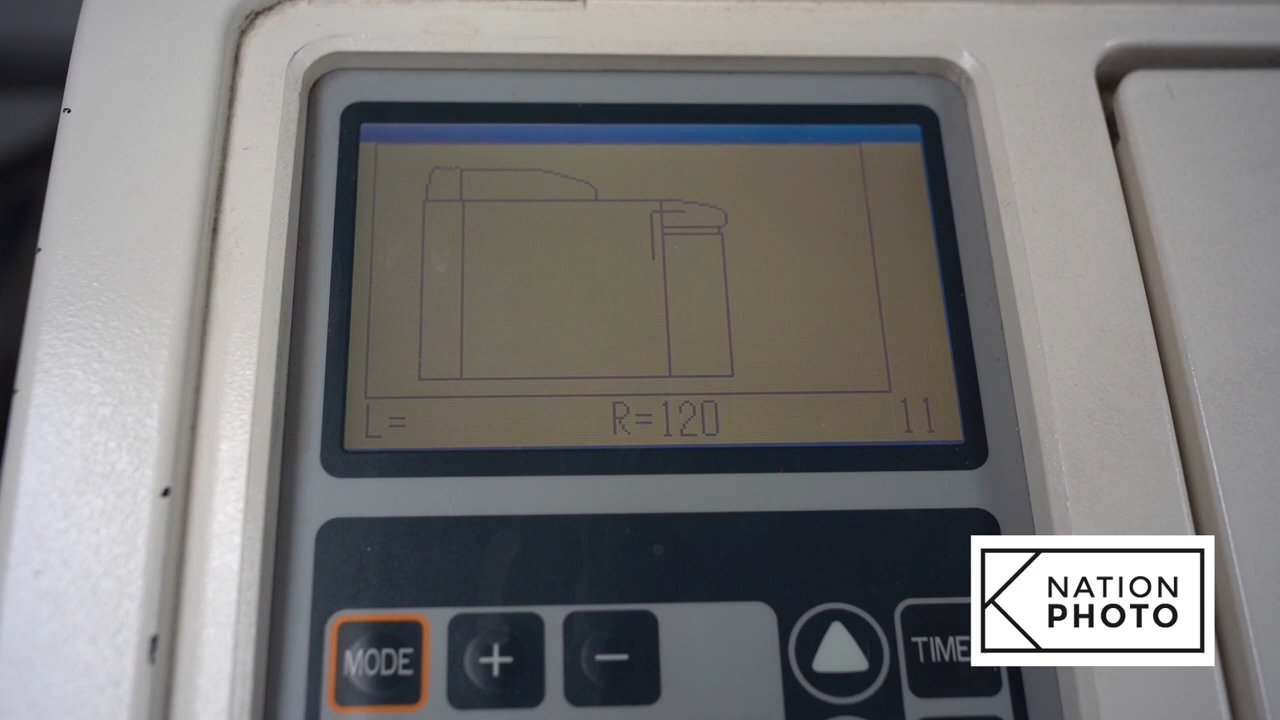 L=
R=120
11
MODE
+
−
TIME
NATION
PHOTO